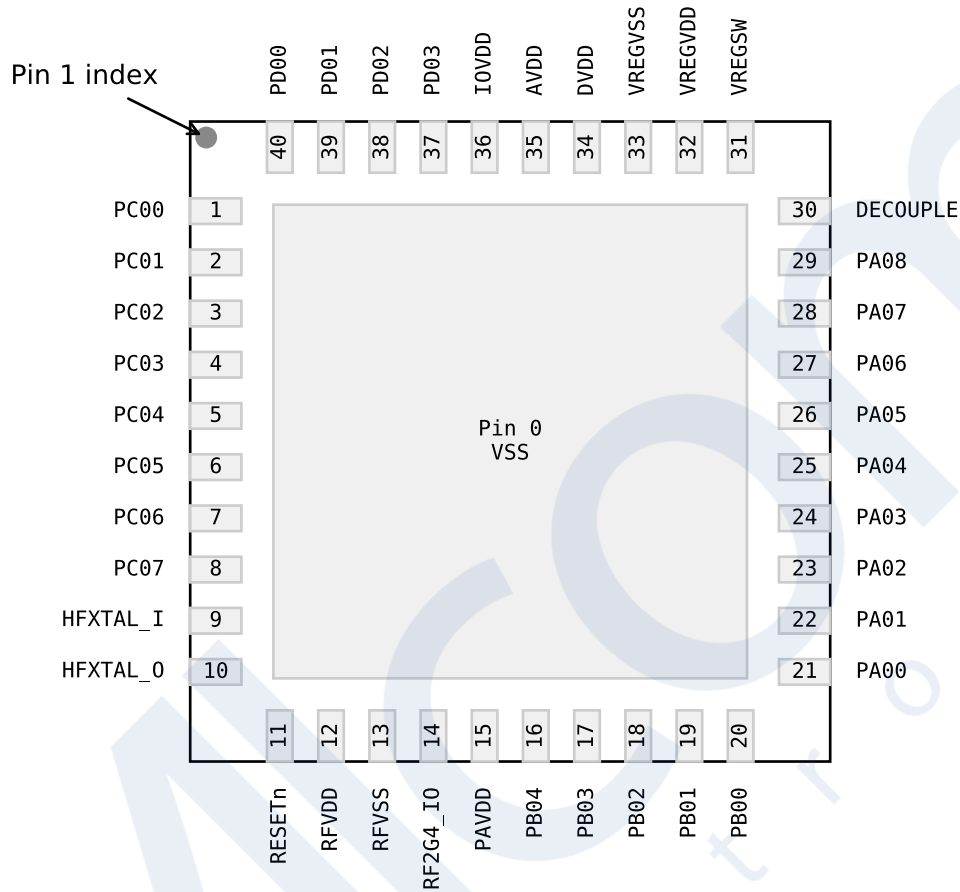 PD00
PD01
PD02
PD03
IOVDD
AVDD
DVDD
VREGVSS
VREGVDD
VREGSW
Pin 1 index
40
39
38
37
36
35
34
33
32
31
PC00 1
30 DECOUPLE
PC01 2
29 PA08
PC02 3
28 PA07
PC03 4
27 PA06
PC04 5
26 PA05
Pin 0
VSS
PC05 6
25 PA04
PC06 7
24 PA03
PC07 8
23 PA02
HFXTAL_I 9
22 PA01
HFXTAL_O 10
21 PA00
11
12
13
14
15
16
17
18
19
20
RESETn
RFVDD
RFVSS
RF2G4_IO
PAVDD
PB04
PB03
PB02
PB01
PB00